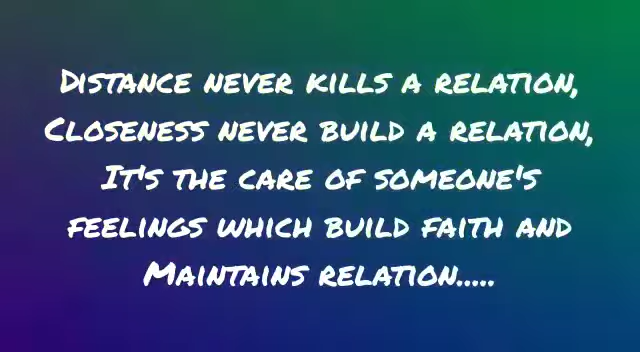 Distance never kills a relation,
Closeness never build a relation,
It's the care of someone's
feelings which build faith and
Maintains relation.....